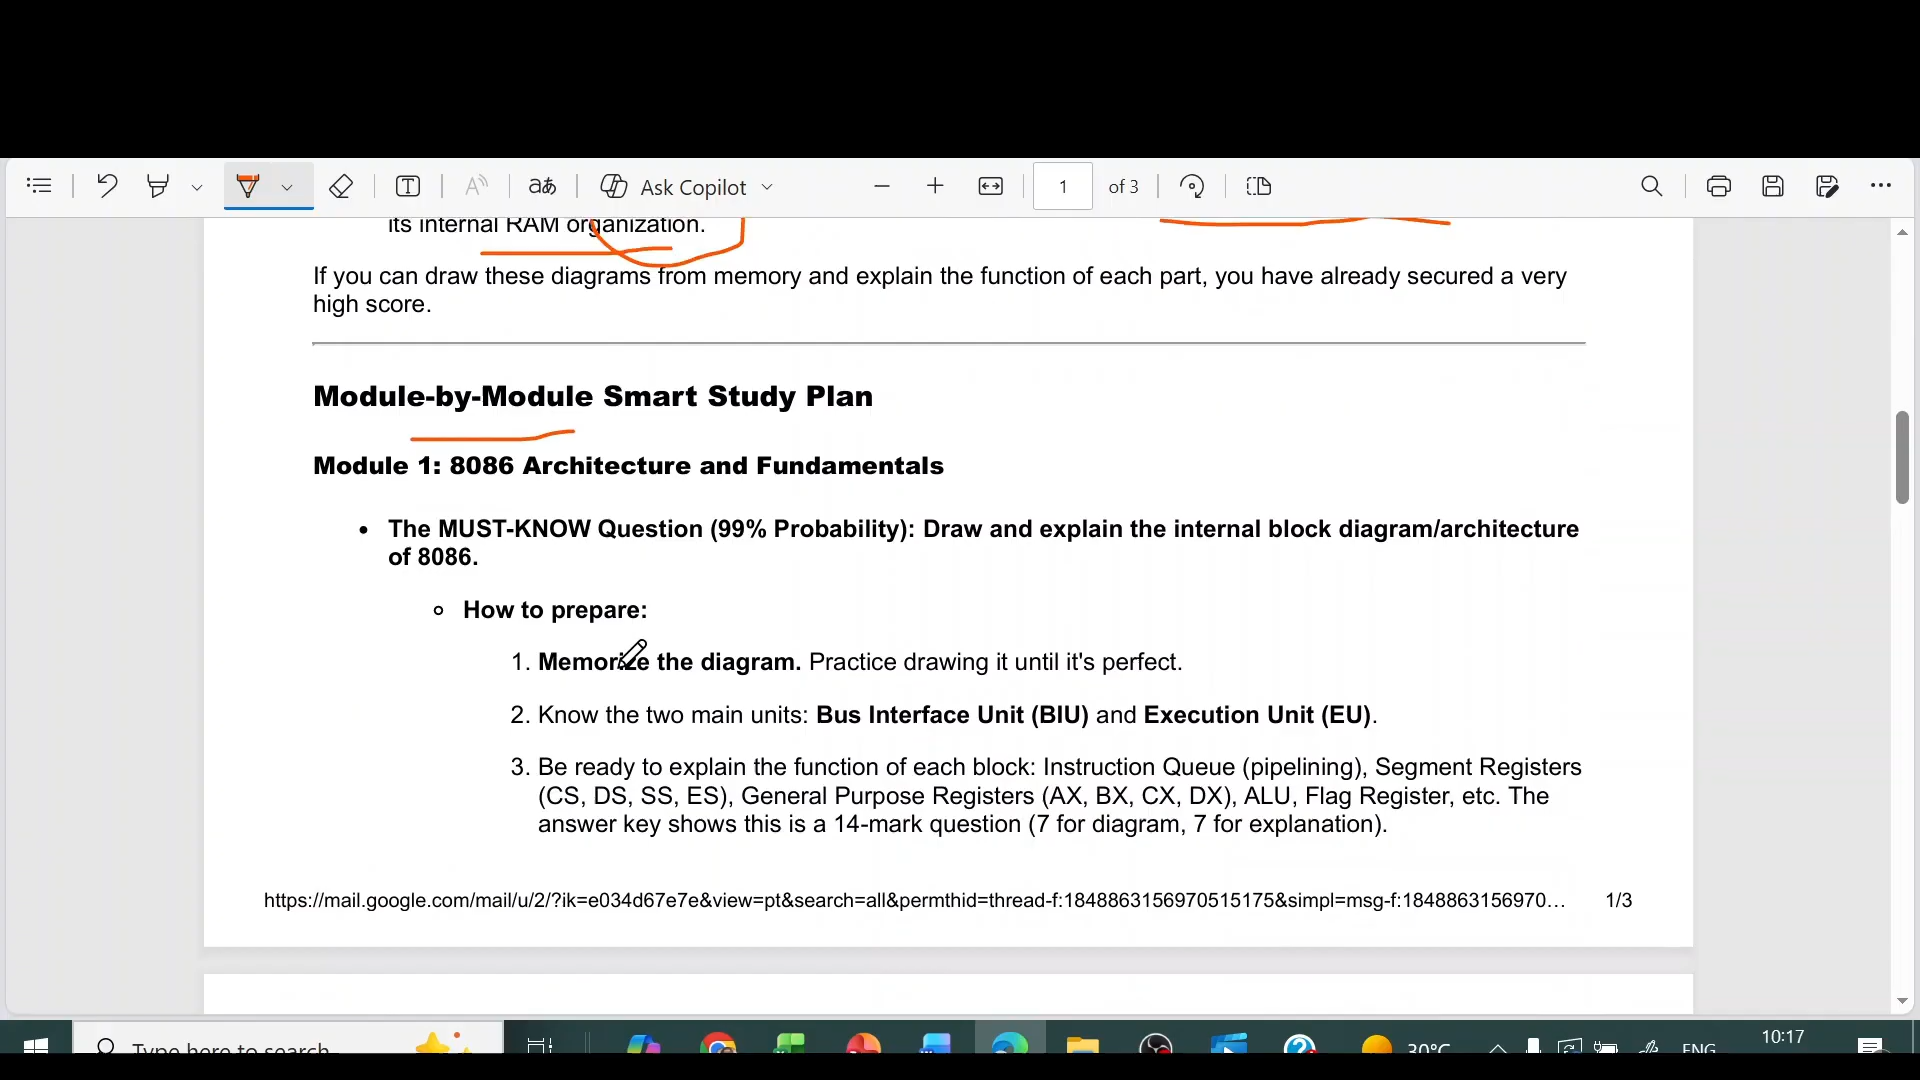 Ask Copilot
1
of 3
its internal RAM organization.
If you can draw these diagrams from memory and explain the function of each part, you have already secured a very
high score.
Module-by-Module Smart Study Plan
Module 1: 8086 Architecture and Fundamentals
• The MUST-KNOW Question (99% Probability): Draw and explain the internal block diagram/architecture
of 8086.
o How to prepare:
1. Memorize the diagram. Practice drawing it until it's perfect.
2. Know the two main units: Bus Interface Unit (BIU) and Execution Unit (EU).
3. Be ready to explain the function of each block: Instruction Queue (pipelining), Segment Registers
(CS, DS, SS, ES), General Purpose Registers (AX, BX, CX, DX), ALU, Flag Register, etc. The
answer key shows this is a 14-mark question (7 for diagram, 7 for explanation).
https://mail.google.com/mail/u/2/?ik=e034d67e7e&view=pt&search=all&permthid=thread-f:1848863156970515175&simpl=msg-f:1848863156970… 1/3
Type here to search
30°C
ENG
10:17